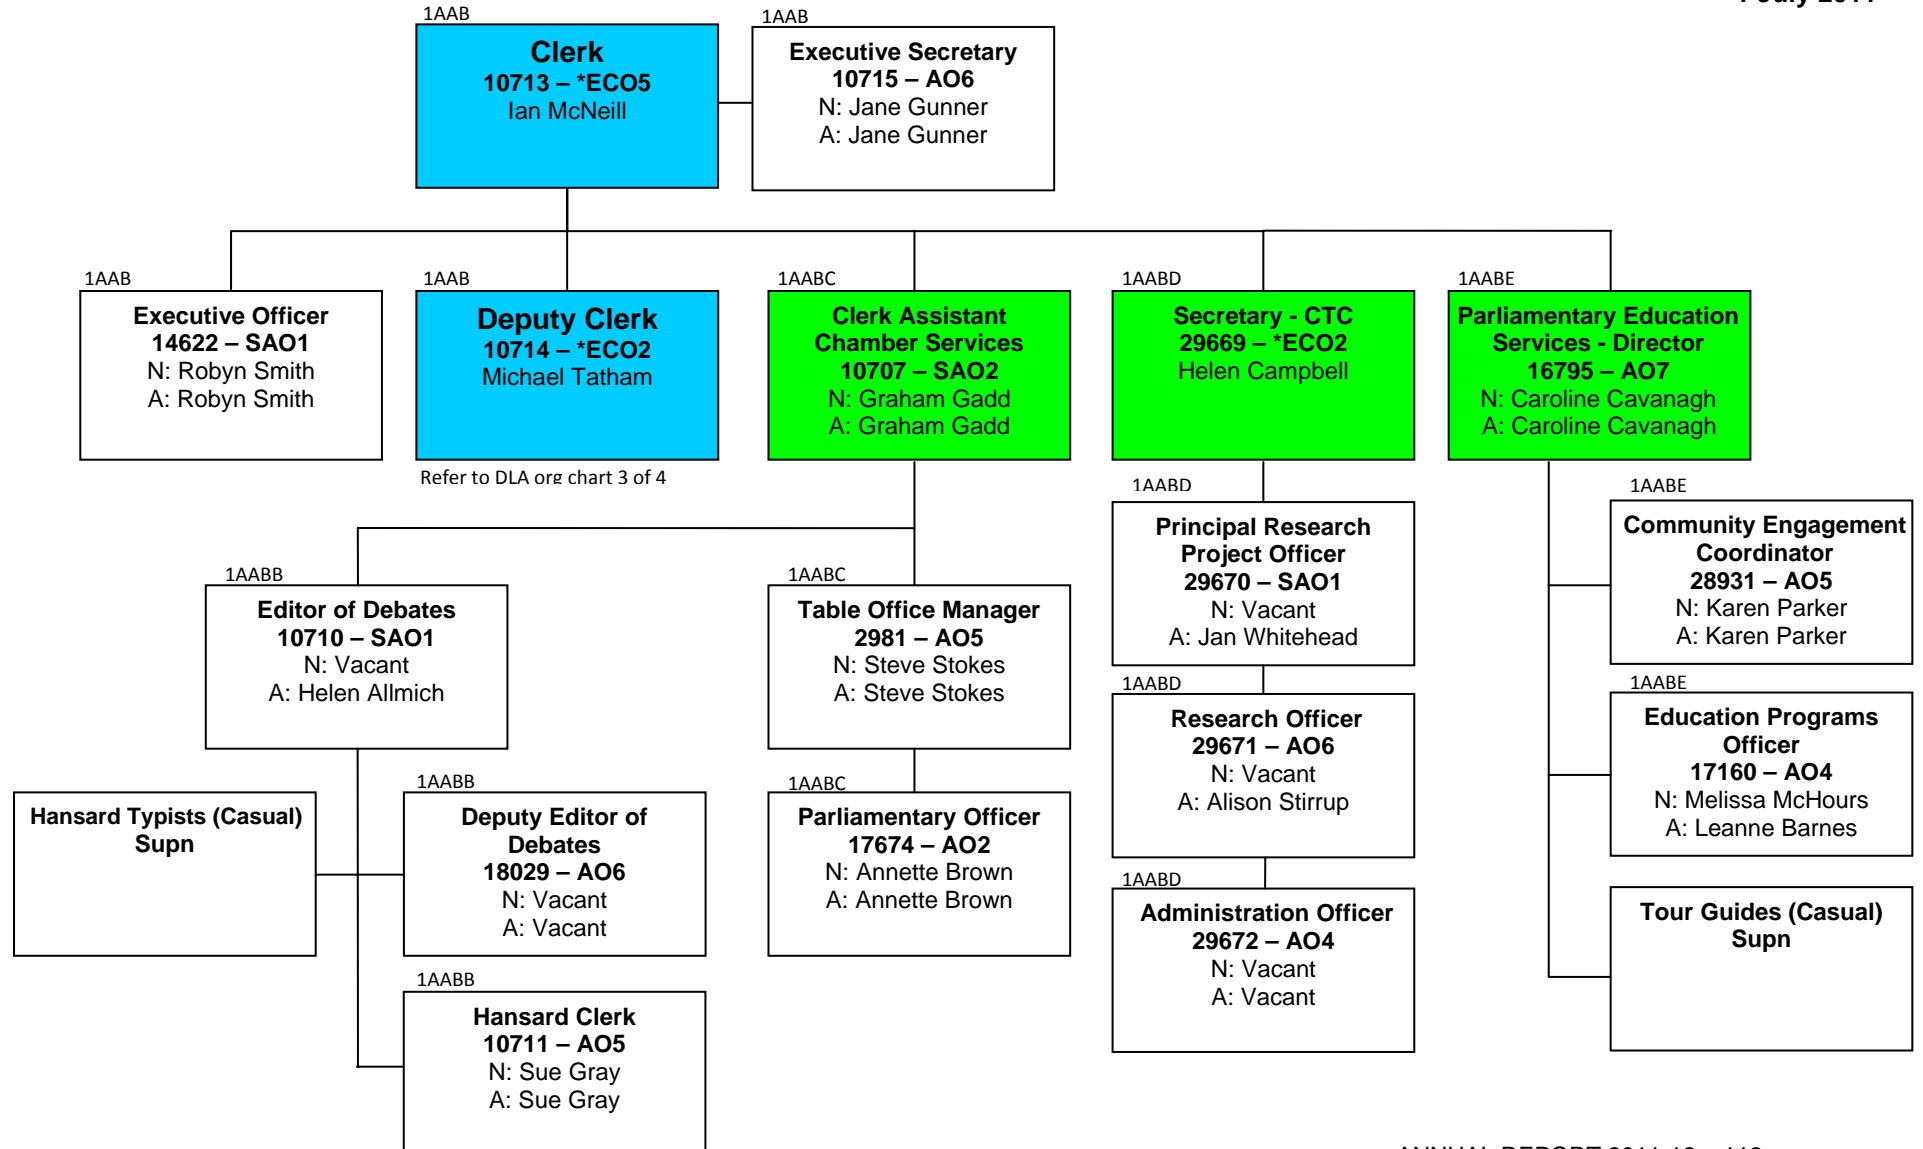 July 2011
1AAB
Clerk
10713 – *ECO5
Ian McNeill
1AAB
Executive Secretary
10715 – AO6
N: Jane Gunner
A: Jane Gunner
1AAB
Executive Officer
14622 – SAO1
N: Robyn Smith
A: Robyn Smith
1AAB
Deputy Clerk
10714 – *ECO2
Michael Tatham
Refer to DLA org chart 3 of 4
1AABC
Clerk Assistant
Chamber Services
10707 – SAO2
N: Graham Gadd
A: Graham Gadd
1AABD
Secretary - CTC
29669 – *ECO2
Helen Campbell
1AABE
Parliamentary Education
Services - Director
16795 – AO7
N: Caroline Cavanagh
A: Caroline Cavanagh
1AABB
Editor of Debates
10710 – SAO1
N: Vacant
A: Helen Allmich
1AABC
Table Office Manager
2981 – AO5
N: Steve Stokes
A: Steve Stokes
1AABD
Principal Research
Project Officer
29670 – SAO1
N: Vacant
A: Jan Whitehead
1AABE
Community Engagement
Coordinator
28931 – AO5
N: Karen Parker
A: Karen Parker
Hansard Typists (Casual)
Supn
1AABB
Deputy Editor of
Debates
18029 – AO6
N: Vacant
A: Vacant
1AABC
Parliamentary Officer
17674 – AO2
N: Annette Brown
A: Annette Brown
1AABD
Research Officer
29671 – AO6
N: Vacant
A: Alison Stirrup
1AABE
Education Programs
Officer
17160 – AO4
N: Melissa McHours
A: Leanne Barnes
1AABB
Hansard Clerk
10711 – AO5
N: Sue Gray
A: Sue Gray
1AABD
Administration Officer
29672 – AO4
N: Vacant
A: Vacant
Tour Guides (Casual)
Supn
ANNUAL REPORT 2011-12